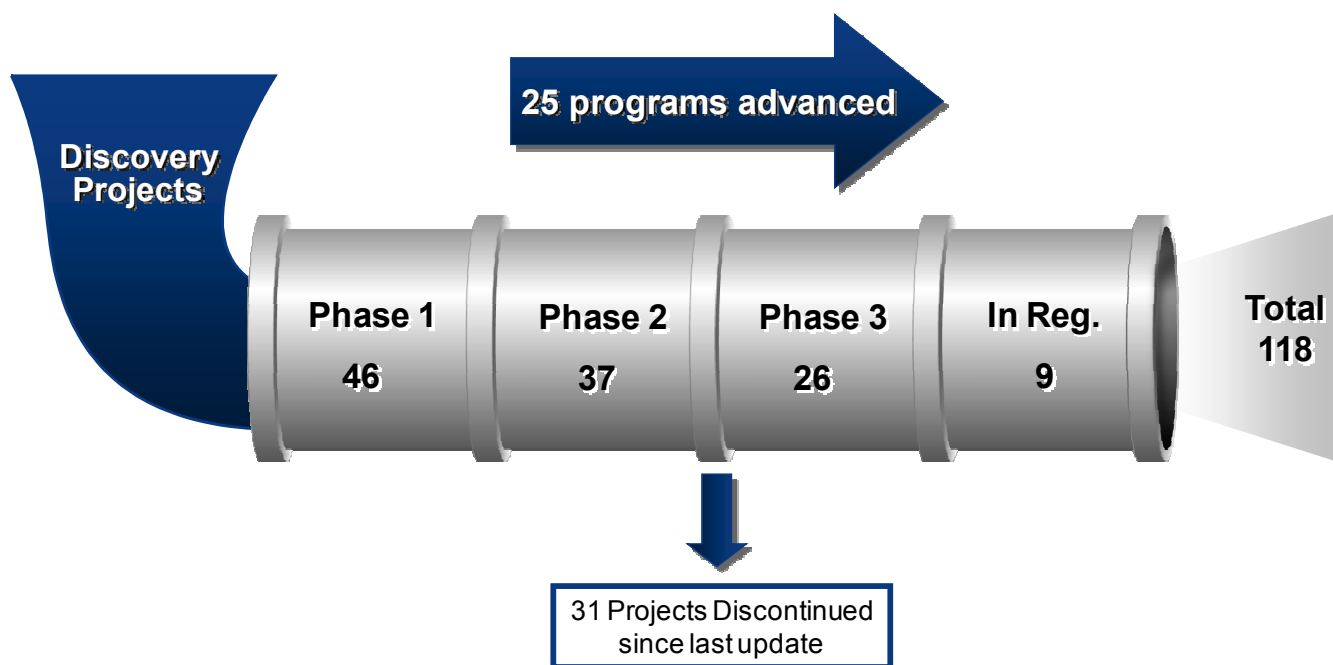 25 programs advanced
Discovery
Projects
Phase 1
46
Phase 2
37
Phase 3
26
In Reg.
9
Total
118
31 Projects Discontinued
since last update